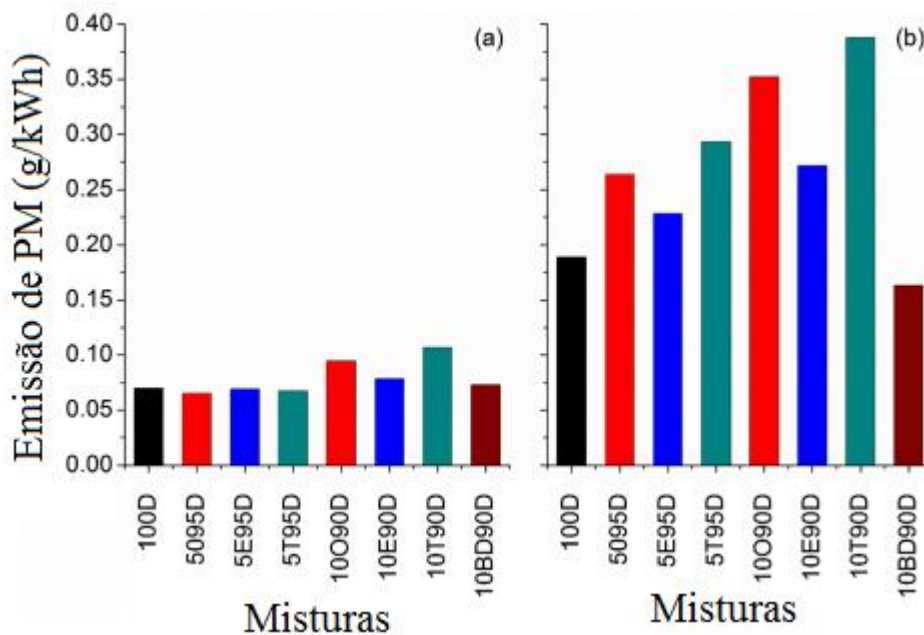 Emissão de PM (g/kWh)
0.40
0.35
0.30
0.25
0.20
0.15
0.10
0.05
0.00
(a)
100D
5095D
5E95D
5T95D
10O90D
10E90D
10T90D
10BD90D
Misturas
(b)
100D
5095D
5E95D
5T95D
10O90D
10E90D
10T90D
10BD90D
Misturas